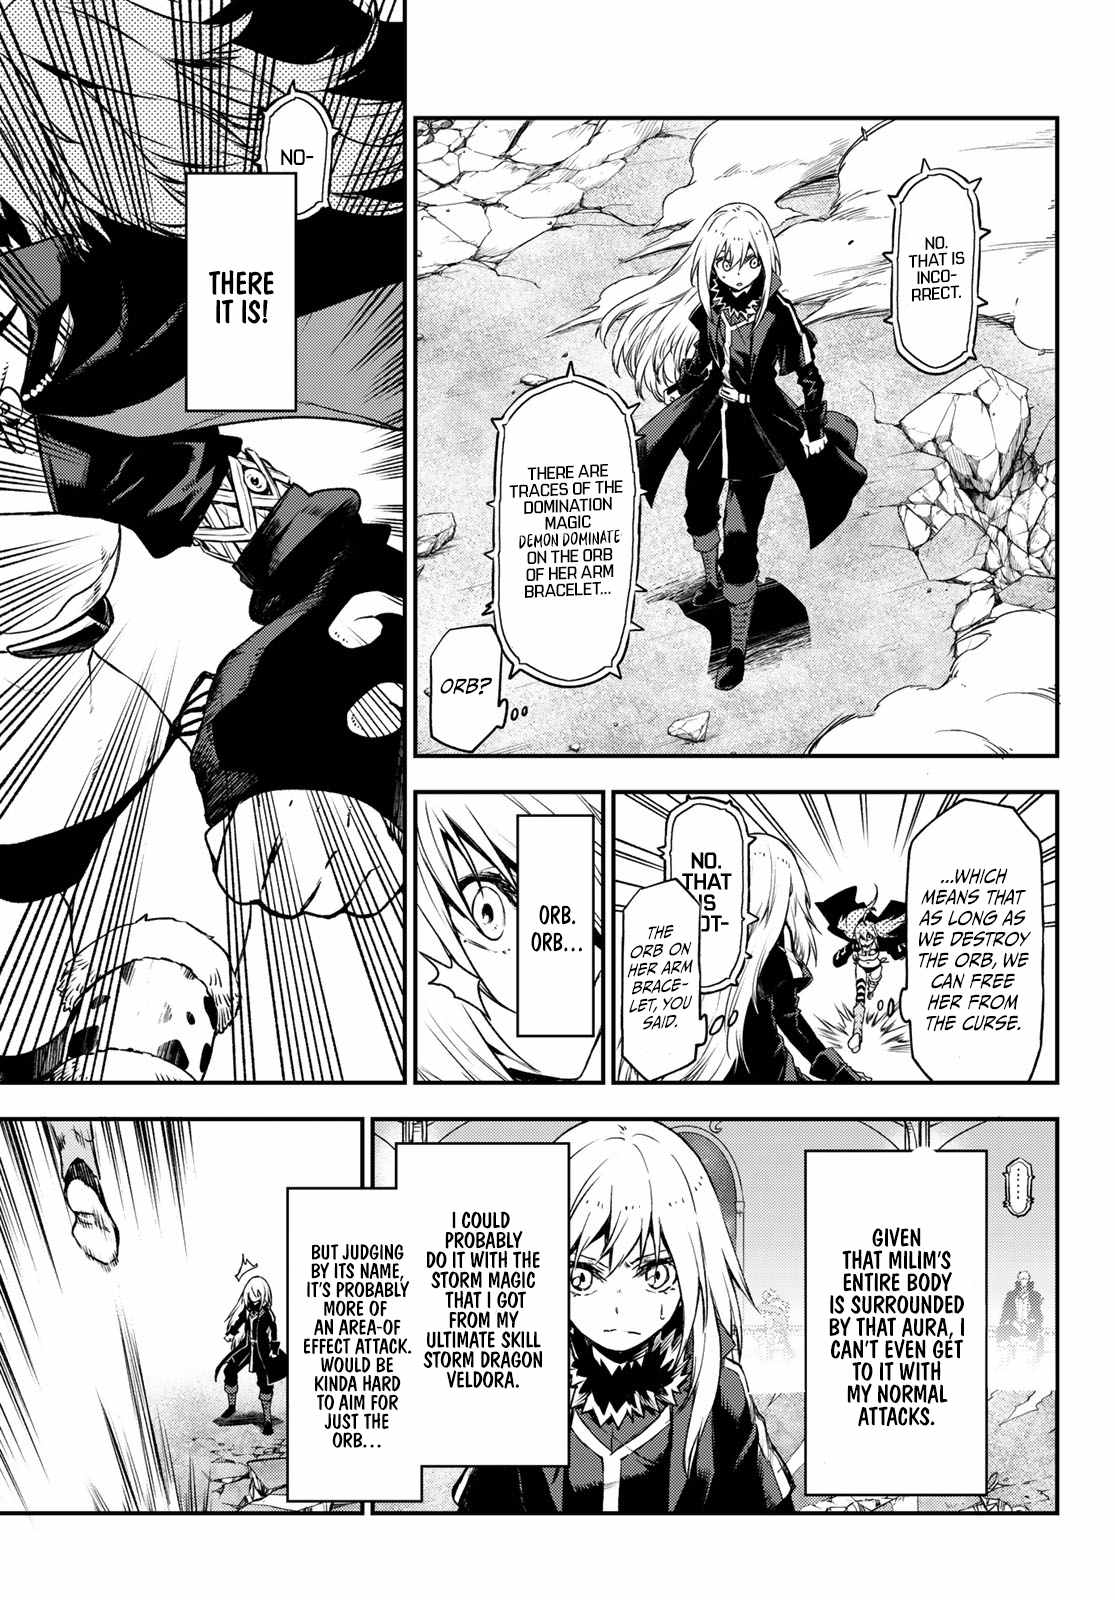 NO.
THAT IS
INCO-
RRECT.
THERE ARE
TRACES OF THE
DOMINATION
MAGIC
DEMON DOMINATE
ON THE ORB
OF HER ARM
BRACELET...
ORB?
...WHICH
MEANS THAT
AS LONG AS
WE DESTROY
THE ORB, WE
CAN FREE
HER FROM
THE CURSE.
NO.
THAT
IS
OT-
THE
ORB ON
HER ARM
BRACE-
LET, YOU
SAID.
ORB.
ORB...
NO-
THERE
IT IS!
......
GIVEN
THAT MILIM'S
ENTIRE BODY
IS SURROUNDED
BY THAT AURA, I
CAN'T EVEN GET
TO IT WITH
MY NORMAL
ATTACKS.
I COULD
PROBABLY
DO IT WITH THE
STORM MAGIC
THAT I GOT
FROM MY
ULTIMATE SKILL
STORM DRAGON
VELDORA.
BUT JUDGING
BY ITS NAME,
IT'S PROBABLY
MORE OF
AN AREA-OF
EFFECT ATTACK.
WOULD BE
KINDA HARD
TO AIM FOR
JUST THE
ORB...